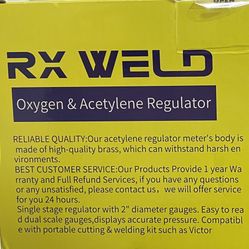 OPEN
RX WELD
Oxygen & Acetylene Regulator
RELIABLE QUALITY:Our acetylene regulator meter's body is
made of high-quality brass, which can withstand harsh en
vironments.
BEST CUSTOMER SERVICE:Our Products Provide 1 year Wa
rranty and Full Refund Services, if you have any questions
or any unsatisfied, please contact us，we will offer service
for you 24 hours.
Single stage regulator with 2" diameter gauges. Easy to rea
d dual scale gauges,displays accurate pressure. Compatibl
e with portable cutting & welding kit such as Victor